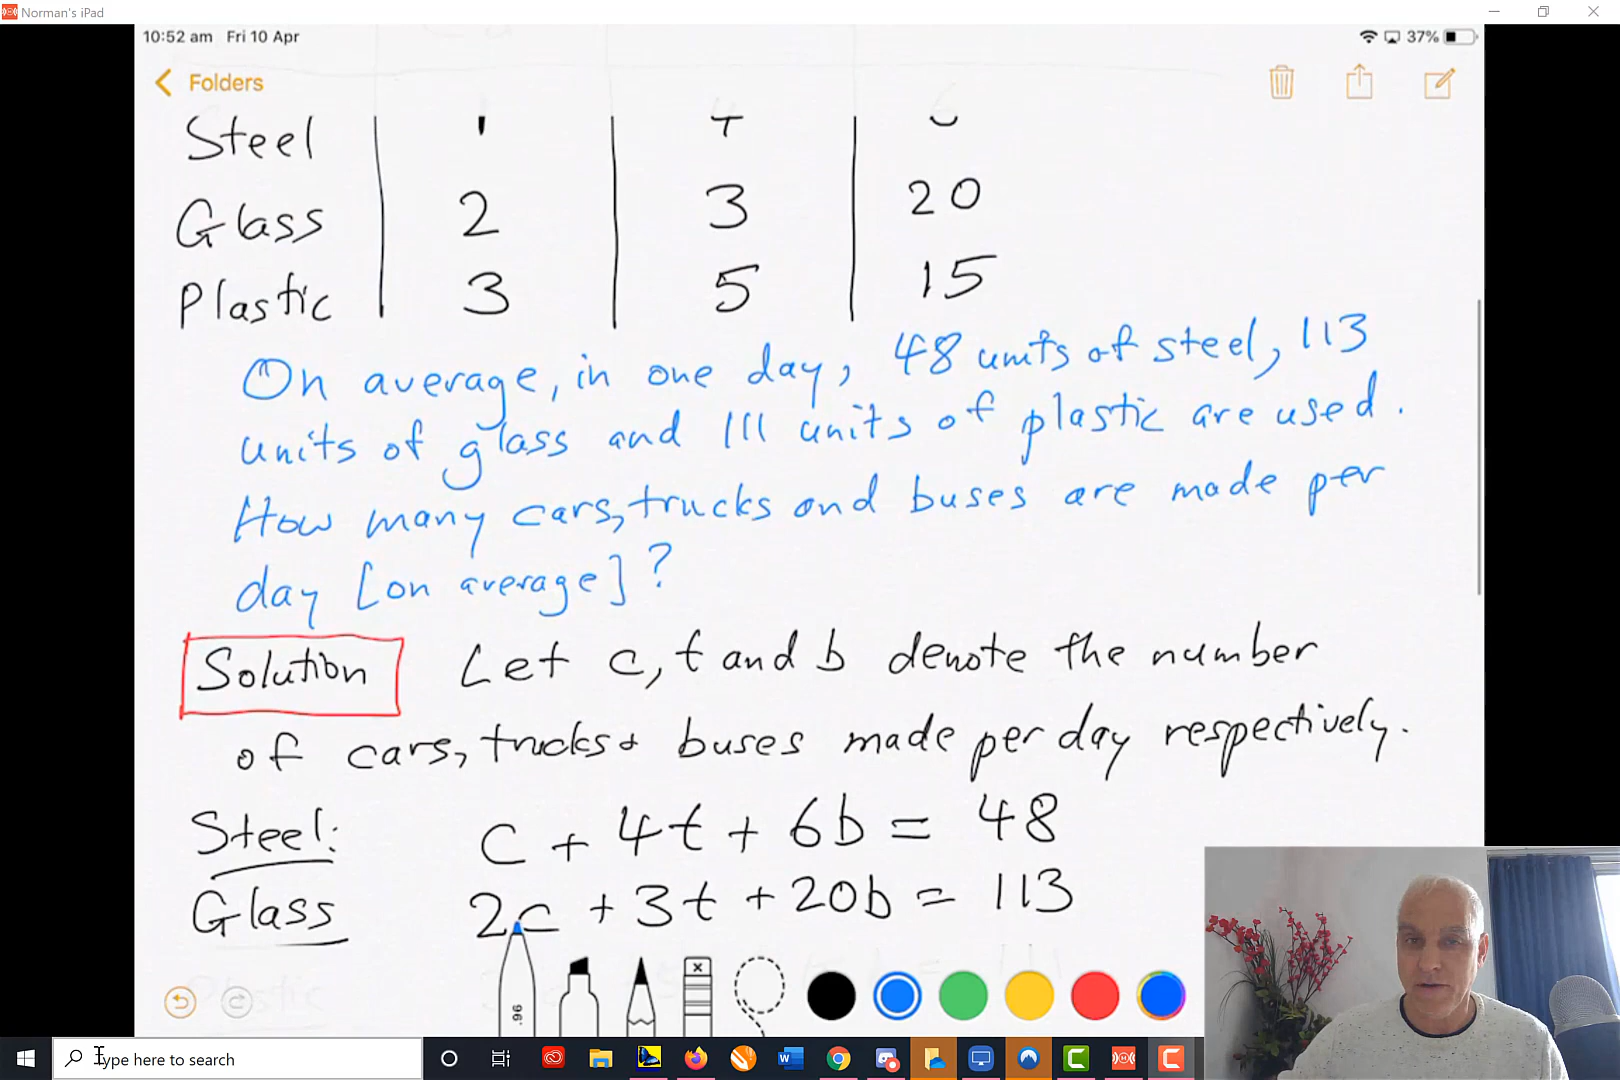 Norman's iPad
10:52 am Fri 10 Apr 37%
Folders
Steel
Glass 2 3 20
Plastic 3 5 15
On average, in one day, 48 units of steel, 113
units of glass and 111 units of plastic are used.
How many cars, trucks and buses are made per
day [on average]?
Solution Let c, t and b denote the number
of cars, trucks + buses made per day respectively.
Steel: c + 4t + 6b = 48
Glass 2c + 3t + 20b = 113
Plastic
.96
Type here to search